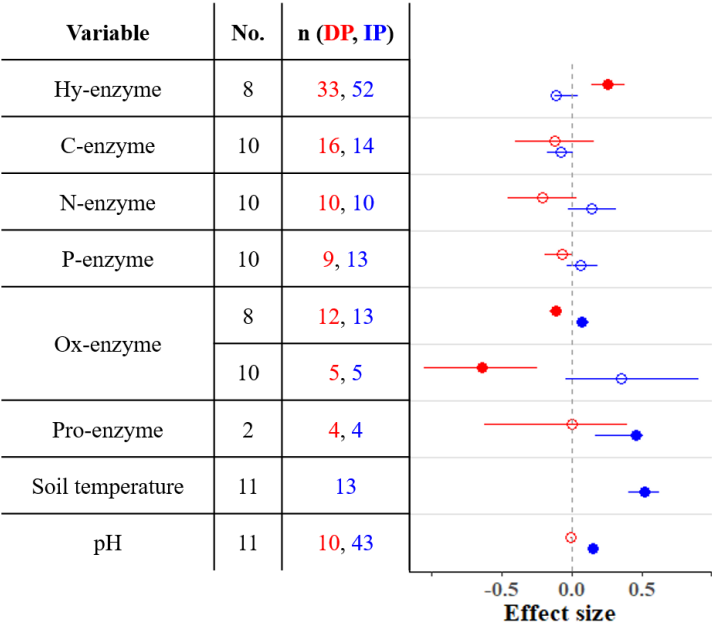 Variable No. n (DP, IP)
Hy-enzyme 8 33, 52
C-enzyme 10 16, 14
N-enzyme 10 10, 10
P-enzyme 10 9, 13
Ox-enzyme 8 12, 13
10 5, 5
Pro-enzyme 2 4, 4
Soil temperature 11 13
pH 11 10, 43
-0.5 0.0 0.5
Effect size